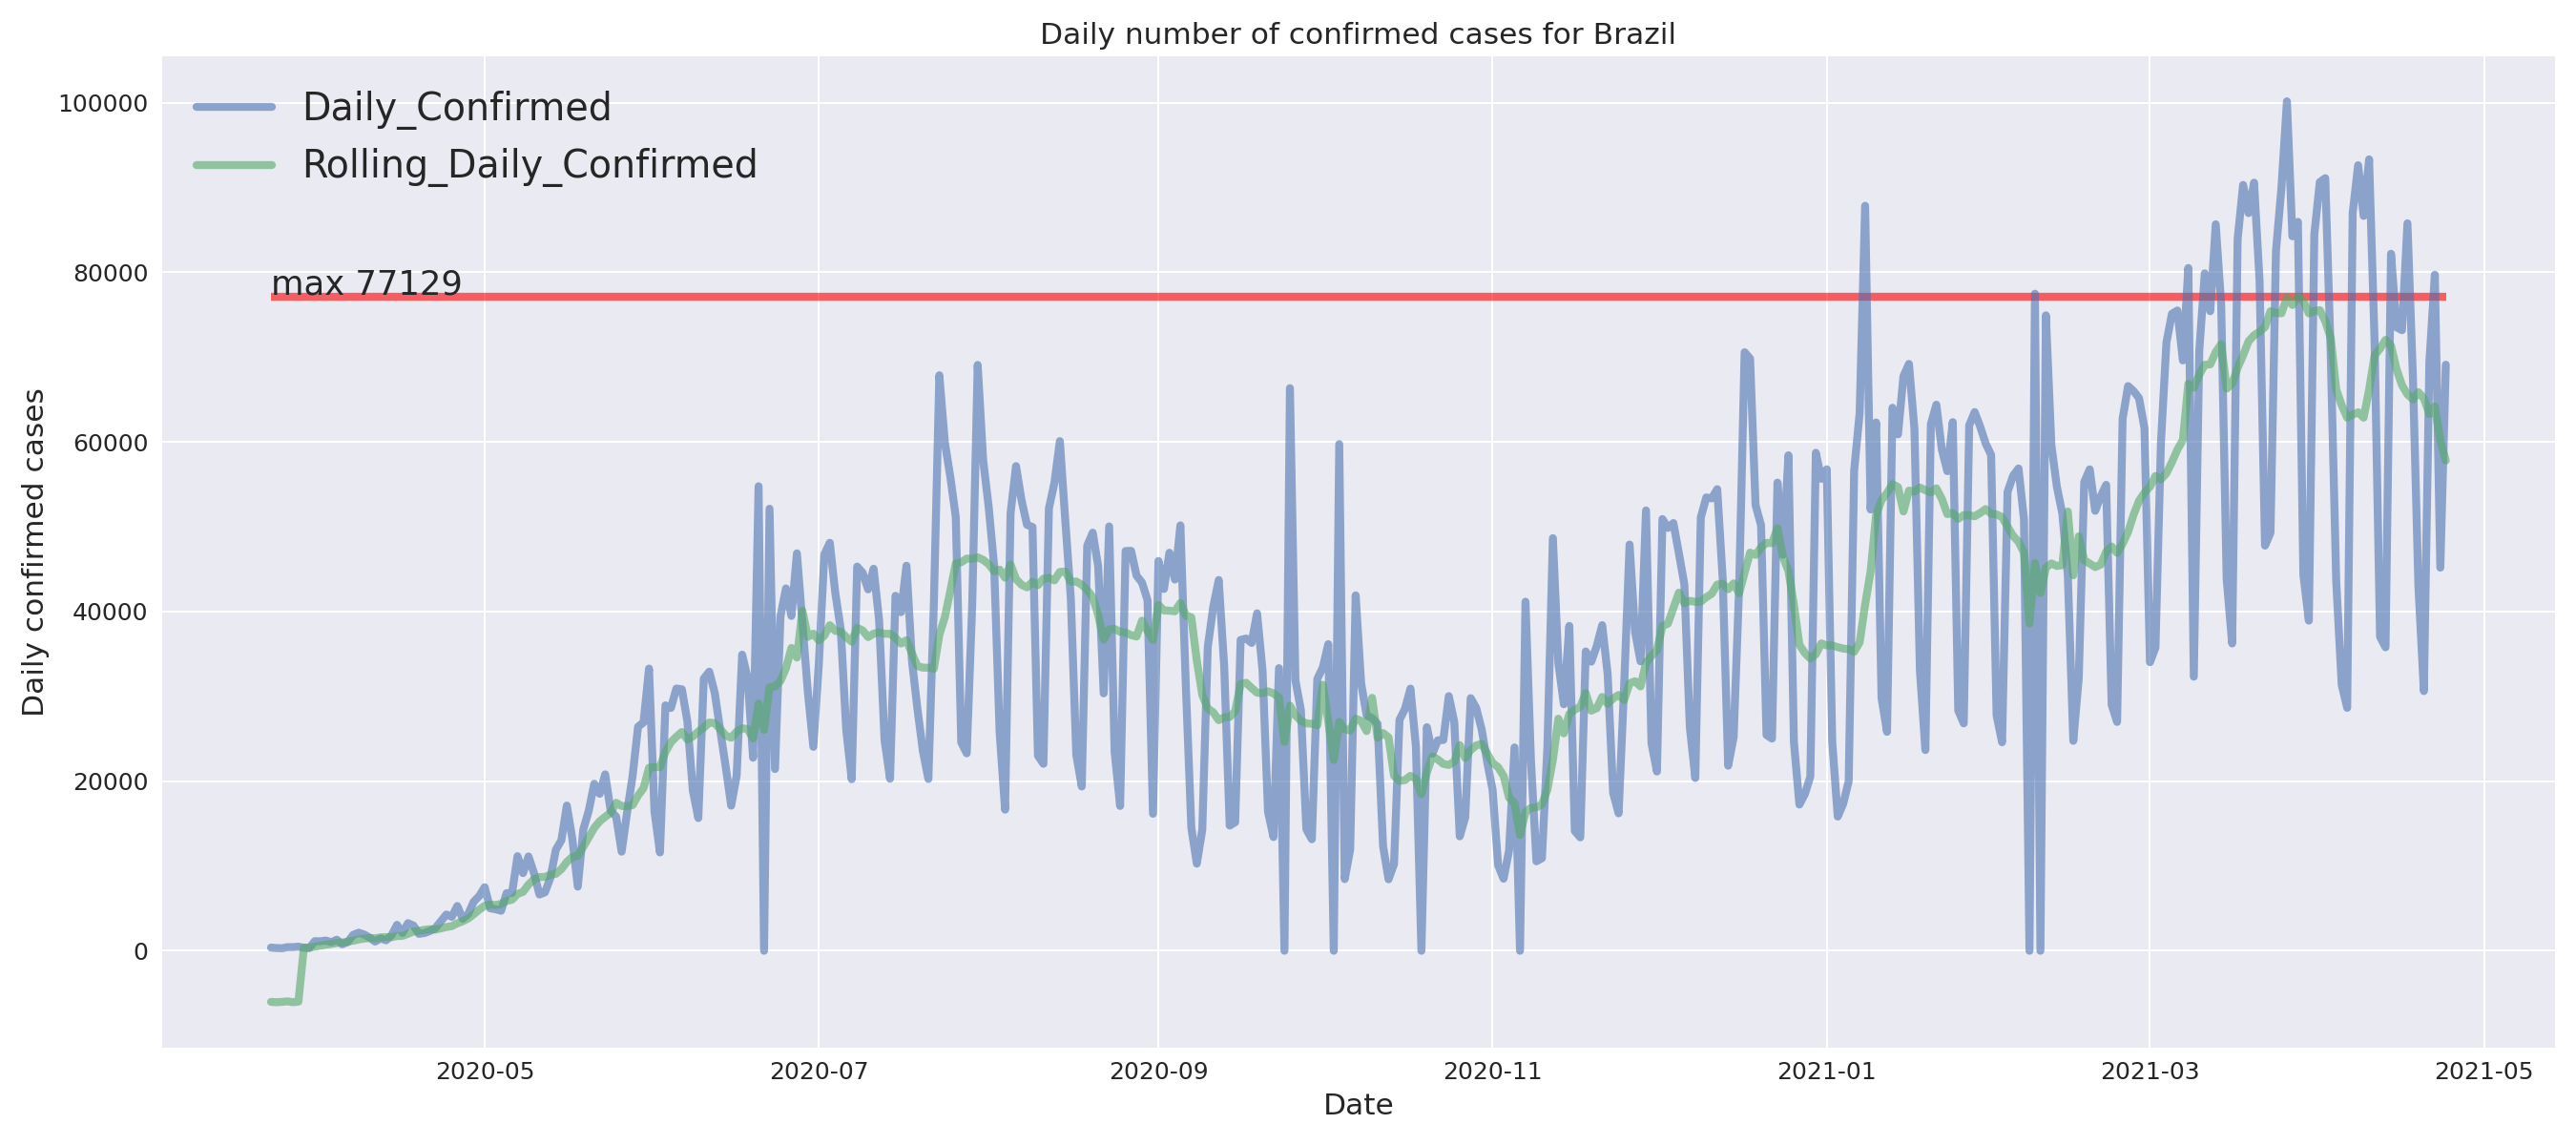 Daily number of confirmed cases for Brazil
Daily_Confirmed
Rolling_Daily_Confirmed
max 77129
100000
80000
60000
40000
20000
0
Daily confirmed cases
2020-05
2020-07
2020-09
2020-11
2021-01
2021-03
2021-05
Date